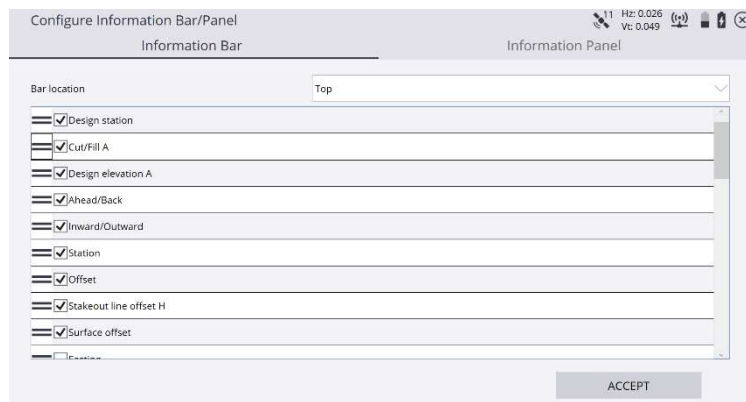 Configure Information Bar/Panel
11 Hz: 0.026
Vt: 0.049
Information Bar
Information Panel
Bar location
Top
Design station
Cut/Fill A
Design elevation A
Ahead/Back
Inward/Outward
Station
Offset
Stakeout line offset H
Surface offset
ACCEPT